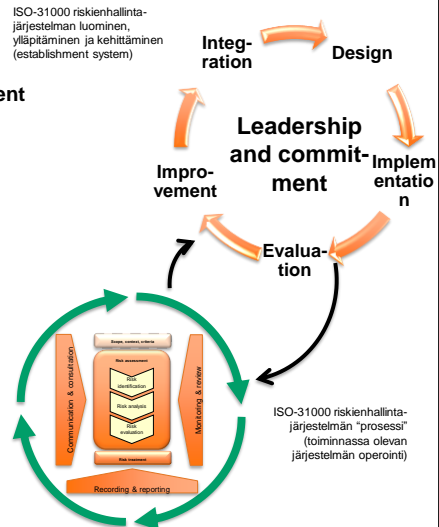 ISO-31000 riskienhallinta-
järjestelman luominen,
ylläpitäminen ja kehittäminen
(establishment system)
Integ-
ration
Design
ent
Leadership
and commit-
ment
Implem
entatio
n
Improv-
vement
Evalua-
tion
Scope, context, criteria
Risk assessment
Risk
identification
Risk analysis
Risk
evaluation
Risk treatment
Communication & consultation
Monitoring & review
Recording & reporting
ISO-31000 riskienhallinta-
järjestelmän “prosessi”
(toiminnassa olevan
järjestelmän operointi)